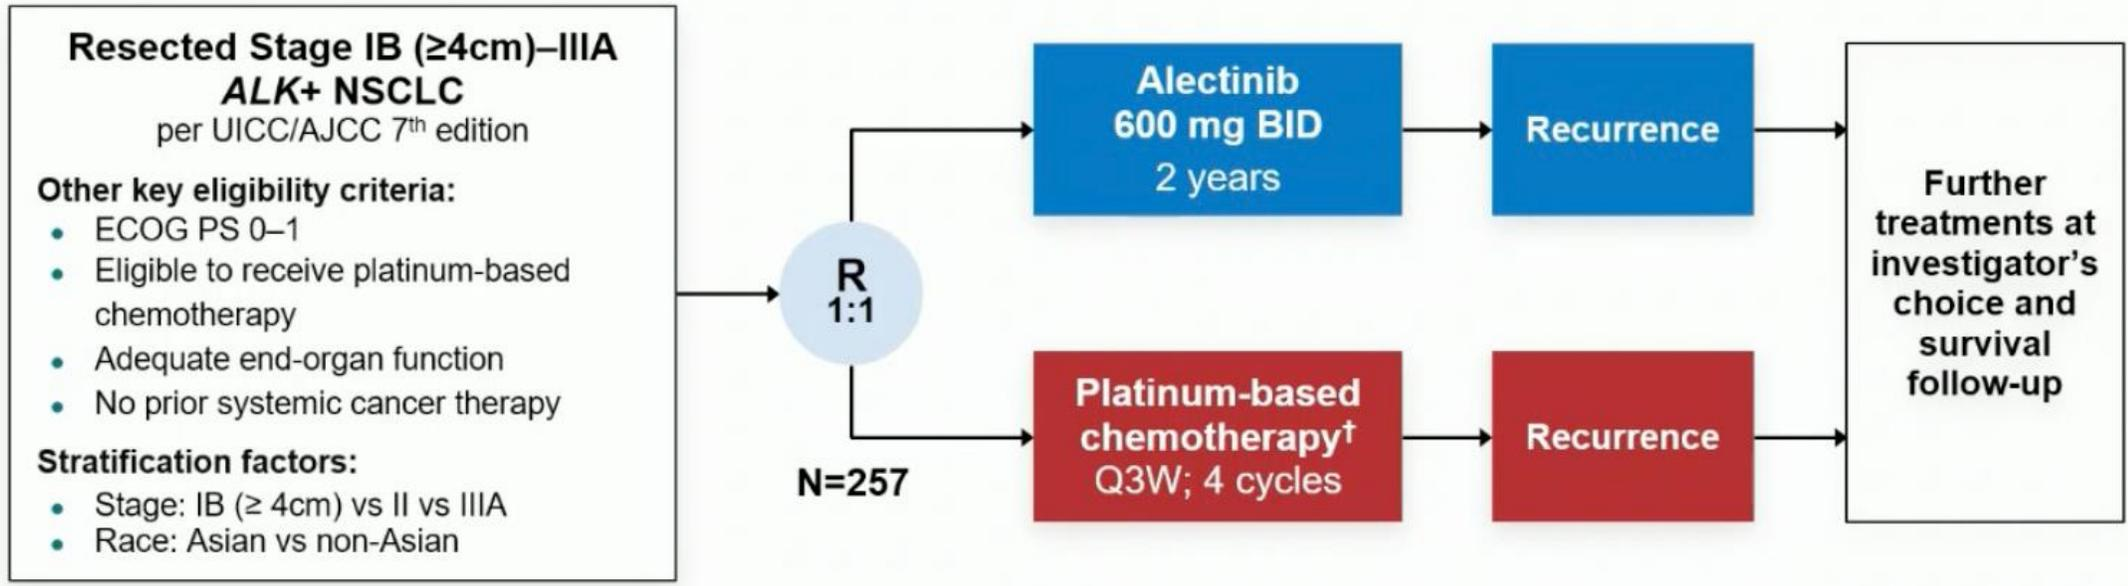 Resected Stage IB (≥4cm)–IIIA
ALK+ NSCLC
per UICC/AJCC 7th edition
Other key eligibility criteria:
• ECOG PS 0–1
• Eligible to receive platinum-based
chemotherapy
• Adequate end-organ function
• No prior systemic cancer therapy
Stratification factors:
• Stage: IB (≥ 4cm) vs II vs IIIA
• Race: Asian vs non-Asian
R
1:1
N=257
Alectinib
600 mg BID
2 years
Recurrence
Platinum-based
chemotherapy†
Q3W; 4 cycles
Recurrence
Further
treatments at
investigator’s
choice and
survival
follow-up